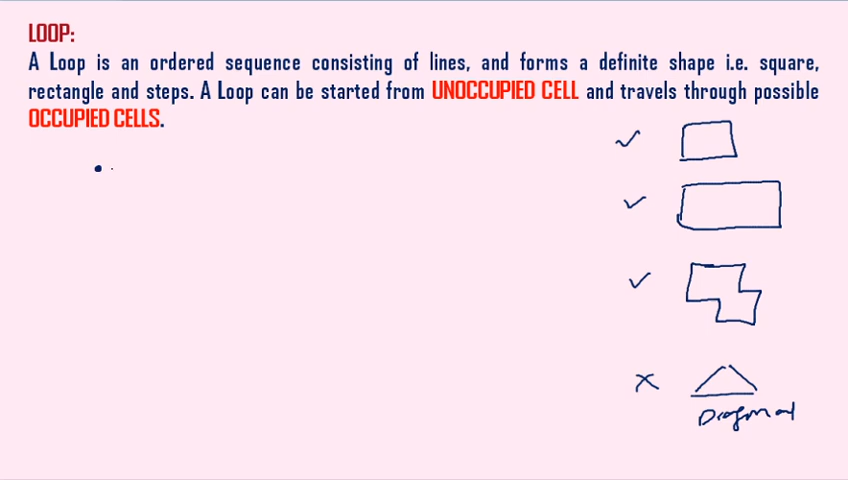 LOOP:
A Loop is an ordered sequence consisting of lines, and forms a definite shape i.e. square,
rectangle and steps. A Loop can be started from UNOCCUPIED CELL and travels through possible
OCCUPIED CELLS.
Diagonal